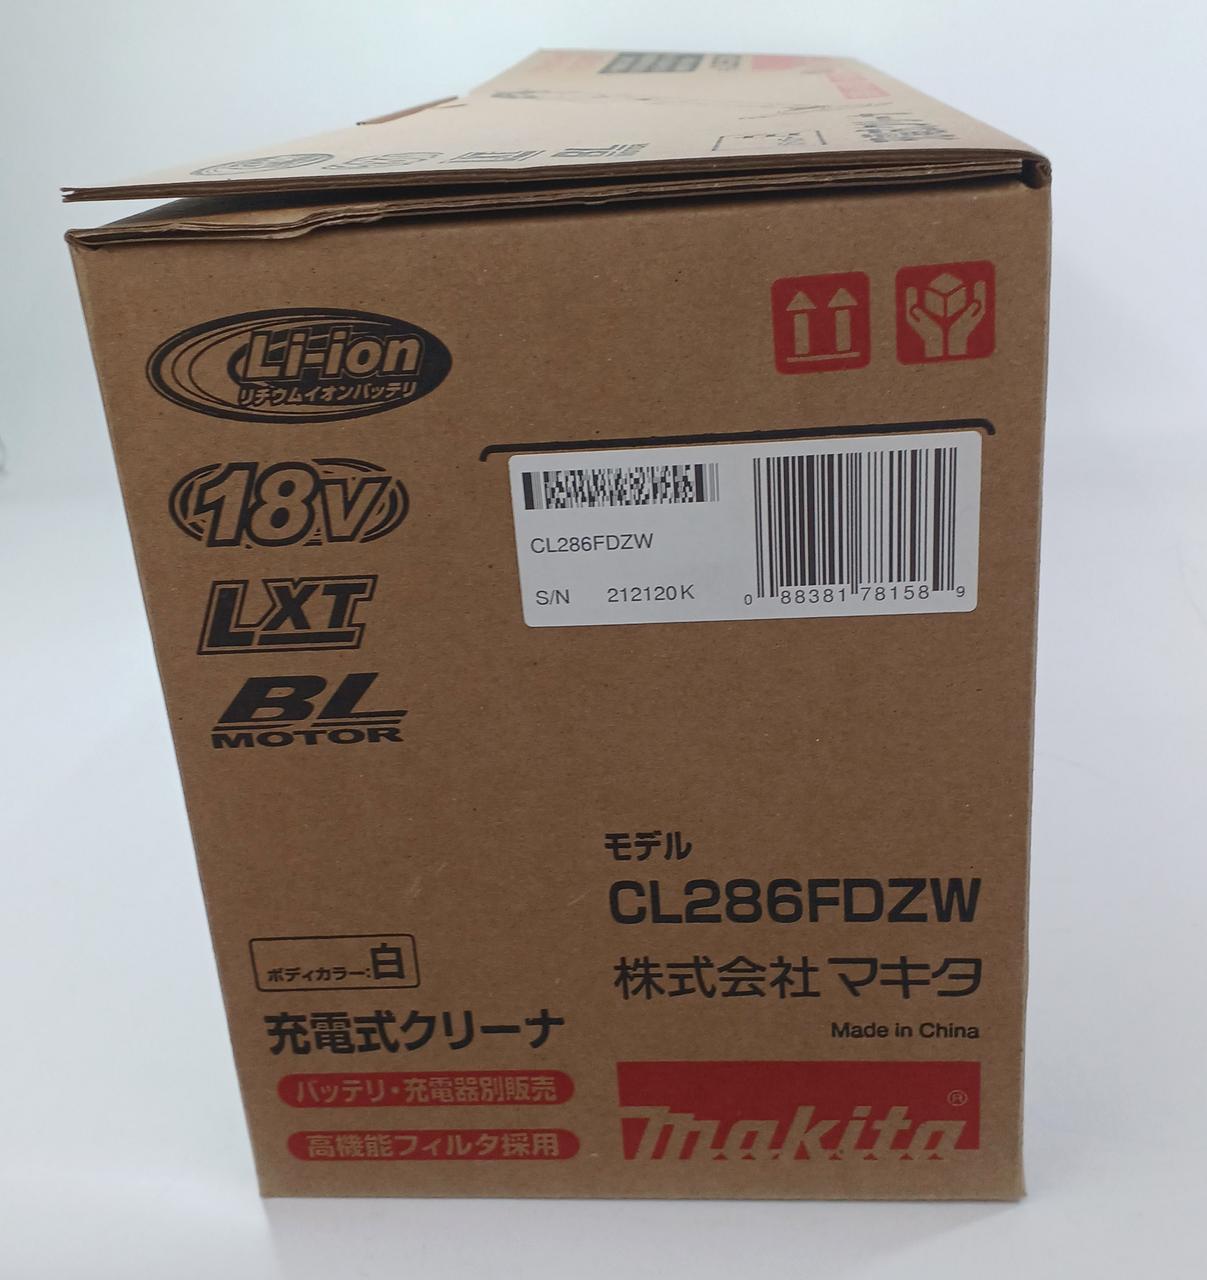 Li-ion
リチウムイオンバッテリ
18V
LXT
BL
MOTOR
CL286FDZW
S/N 212120K
0 88381 78158 9
モデル
CL286FDZW
株式会社マキタ
Made in China
ボディカラー:白
充電式クリーナ
バッテリ・充電器別販売
高機能フィルタ採用
makita®